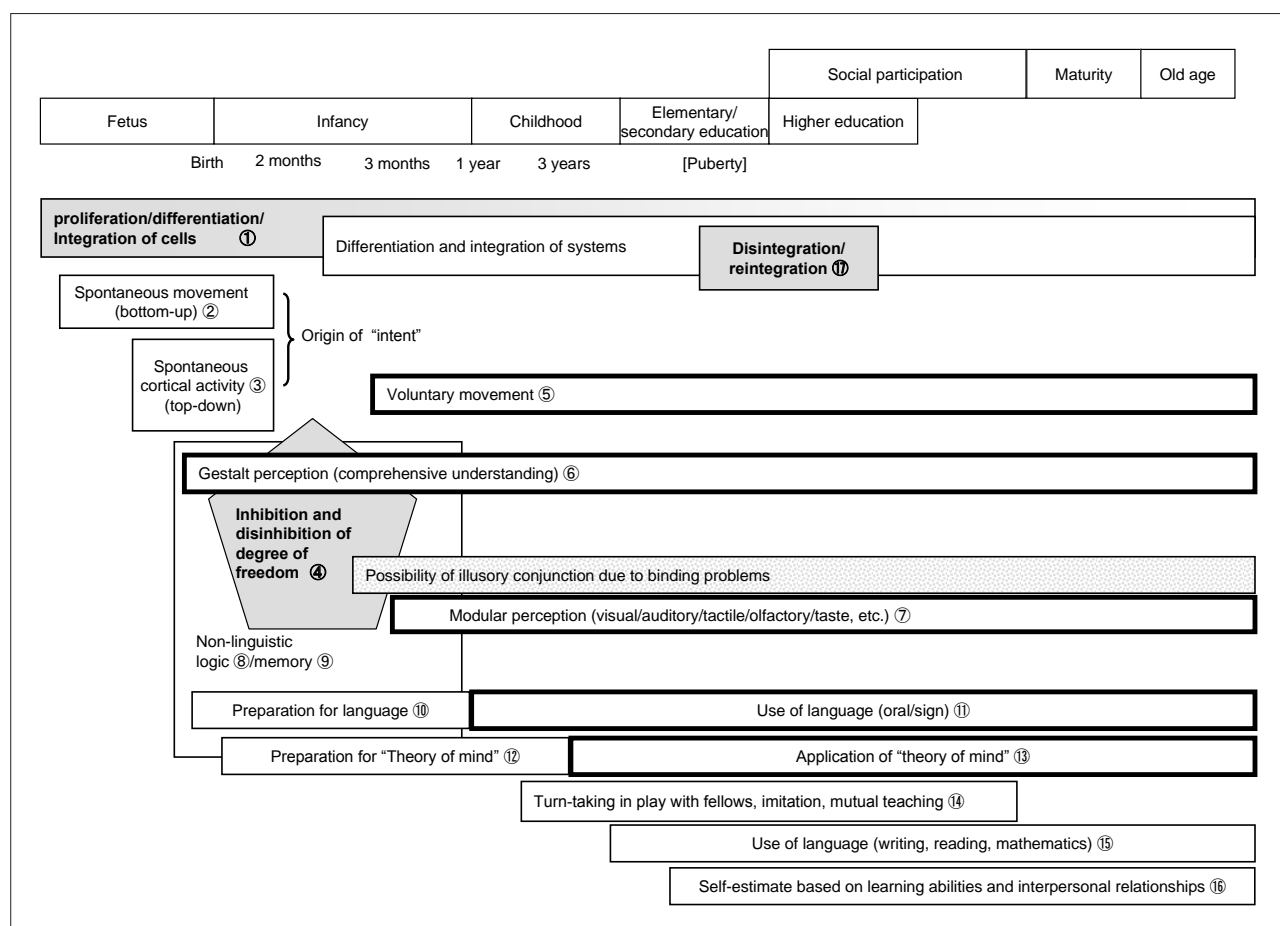 Social participation
Maturity
Old age
Fetus
Infancy
Childhood
Elementary/
secondary education
Higher education
Birth
2 months
3 months
1 year
3 years
[Puberty]
proliferation/differentiation/
Integration of cells ①
Differentiation and integration of systems
Disintegration/
reintegration ⑰
Spontaneous movement
(bottom-up) ②
Origin of “intent”
Spontaneous
cortical activity ③
(top-down)
Voluntary movement ⑤
Gestalt perception (comprehensive understanding) ⑥
Inhibition and
disinhibition of
degree of
freedom ④
Possibility of illusory conjunction due to binding problems
Modular perception (visual/auditory/tactile/olfactory/taste, etc.) ⑦
Non-linguistic
logic ⑧/memory ⑨
Preparation for language ⑩
Use of language (oral/sign) ⑪
Preparation for “Theory of mind” ⑫
Application of “theory of mind” ⑬
Turn-taking in play with fellows, imitation, mutual teaching ⑭
Use of language (writing, reading, mathematics) ⑮
Self-estimate based on learning abilities and interpersonal relationships ⑯